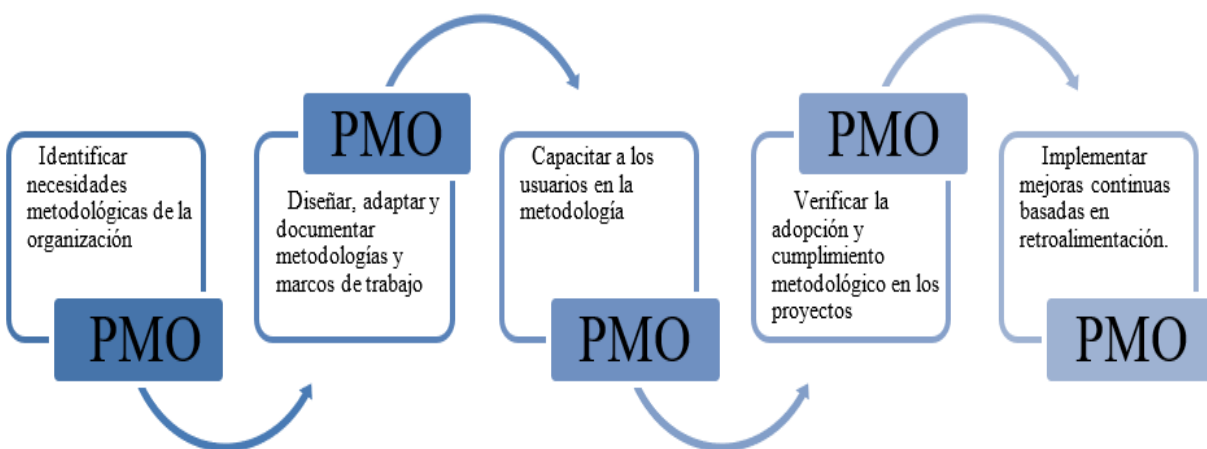 Identificar
necesidades
metodológicas de la
organización
PMO
PMO
Diseñar, adaptar y
documentar
metodologías y
marcos de trabajo
Capacitar a los
usuarios en la
metodología
PMO
PMO
Verificar la
adopción y
cumplimiento
metodológico en los
proyectos
Implementar
mejoras continuas
basadas en
retroalimentación.
PMO